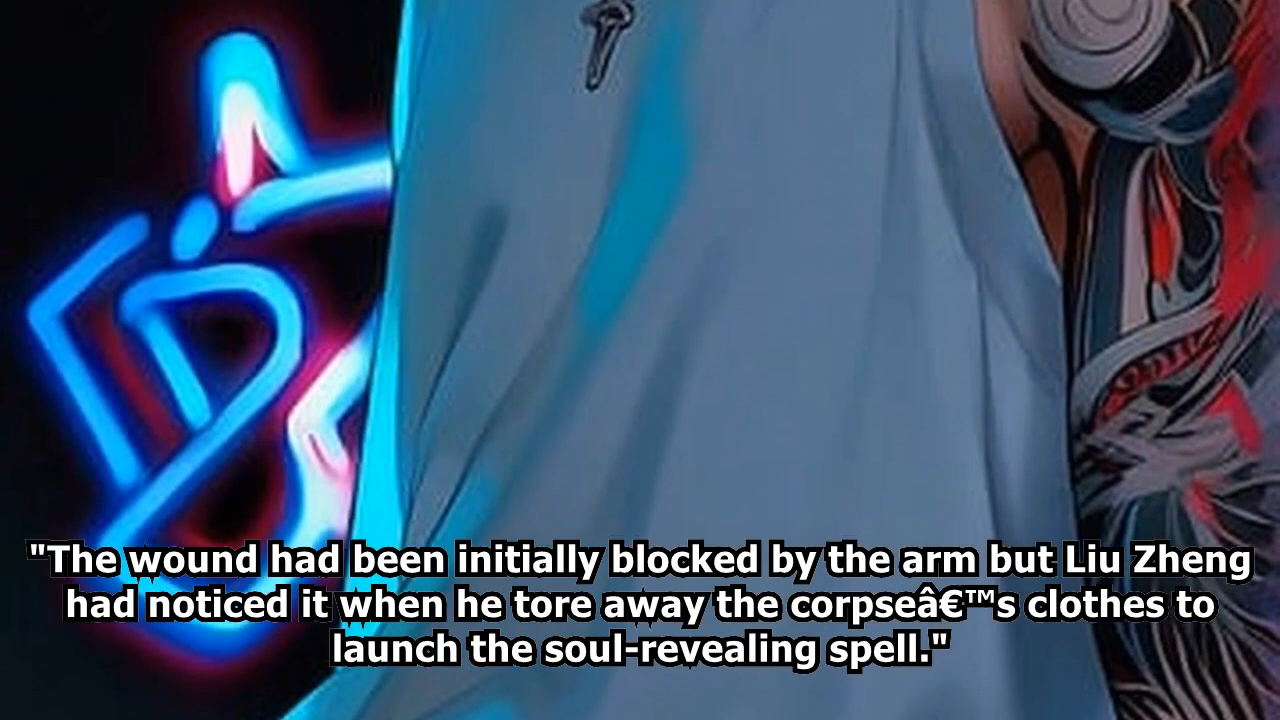 "The wound had been initially blocked by the arm but Liu Zheng
had noticed it when he tore away the corpseâ€™s clothes to
launch the soul-revealing spell."